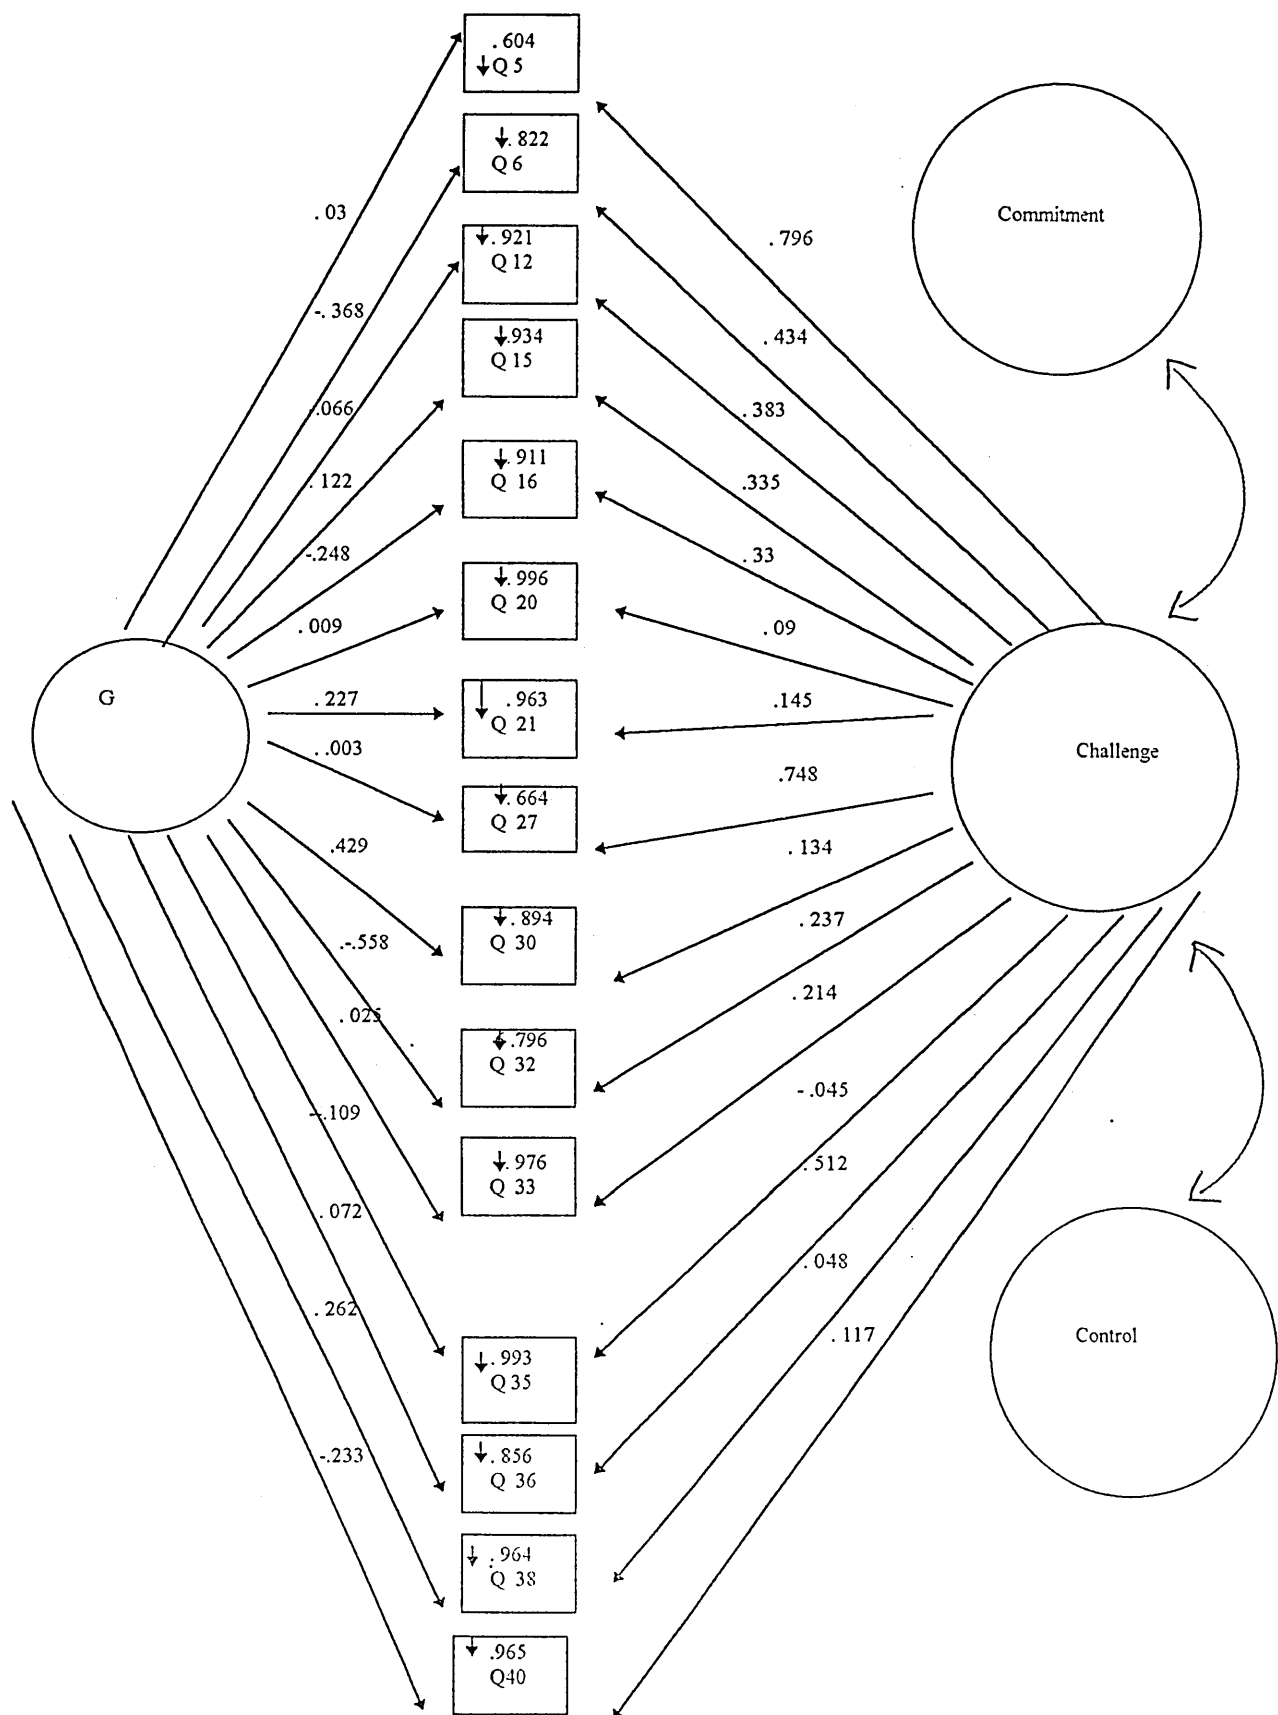 .604
Q 5
. 822
Q 6
. 921
Q 12
.934
Q 15
. 911
Q 16
. 996
Q 20
. 963
Q 21
. 664
Q 27
. 894
Q 30
.796
Q 32
. 976
Q 33
. 993
Q 35
. 856
Q 36
. 964
Q 38
.965
Q40
. 03
-. 368
-.066
. 122
-.248
. 009
. 227
. .003
.429
.-.558
. 025
-.109
. 072
. 262
-.233
G
. 796
. 434
. 383
.335
. 33
. 09
.145
.748
. 134
. 237
. 214
- .045
. 512
. 048
. 117
Commitment
Challenge
Control